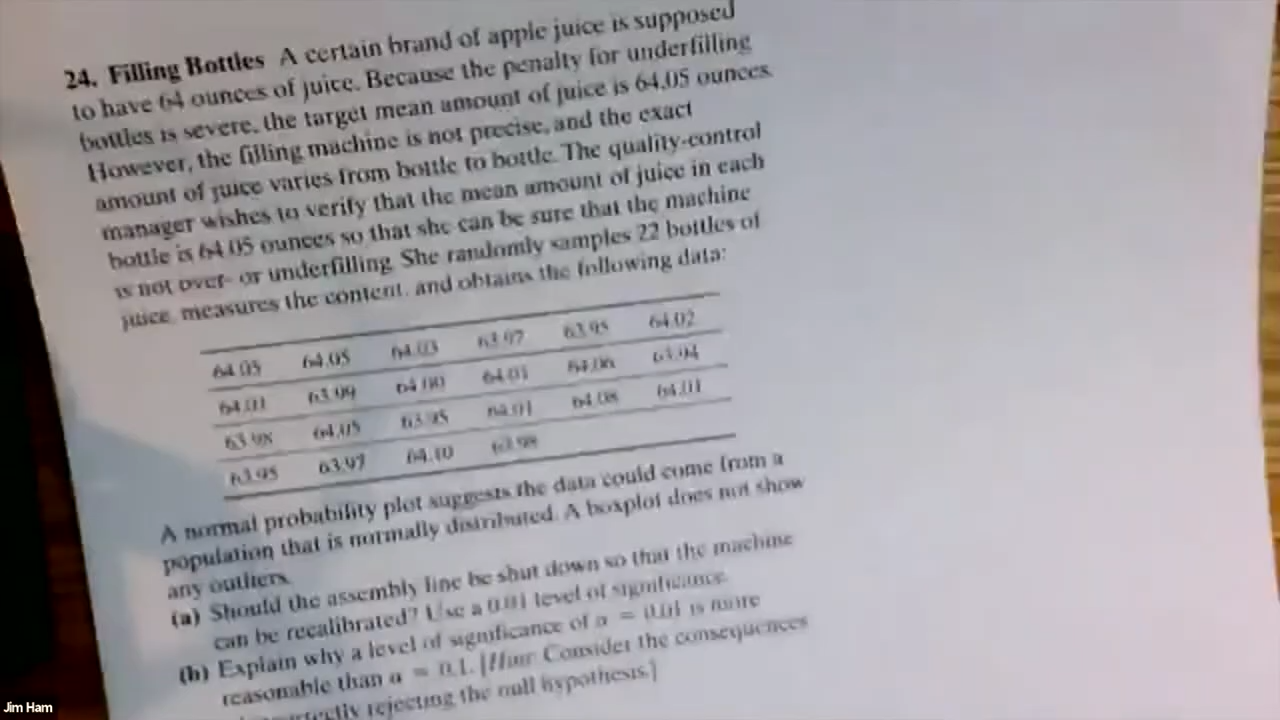 24. Filling Bottles A certain brand of apple juice is supposed
to have 64 ounces of juice. Because the penalty for underfilling
bottles is severe, the target mean amount of juice is 64.05 ounces.
However, the filling machine is not precise, and the exact
amount of juice varies from bottle to bottle. The quality-control
manager wishes to verify that the mean amount of juice in each
bottle is 64.05 ounces so that she can be sure that the machine
is not over- or underfilling. She randomly samples 22 bottles of
juice, measures the content, and obtains the following data:
64.05 64.05 64.03 63.97 63.95 64.02
64.01 63.99 64.00 64.01 64.06 63.94
63.98 64.05 63.95 64.01 64.08 64.01
63.95 63.97 64.10 63.98
A normal probability plot suggests the data could come from a
population that is normally distributed. A boxplot does not show
any outliers.
(a) Should the assembly line be shut down so that the machine
can be recalibrated? Use a 0.01 level of significance.
(b) Explain why a level of significance of α = 0.01 is more
reasonable than α = 0.1. [Hint: Consider the consequences
rejecting the null hypothesis.]
Jim Ham